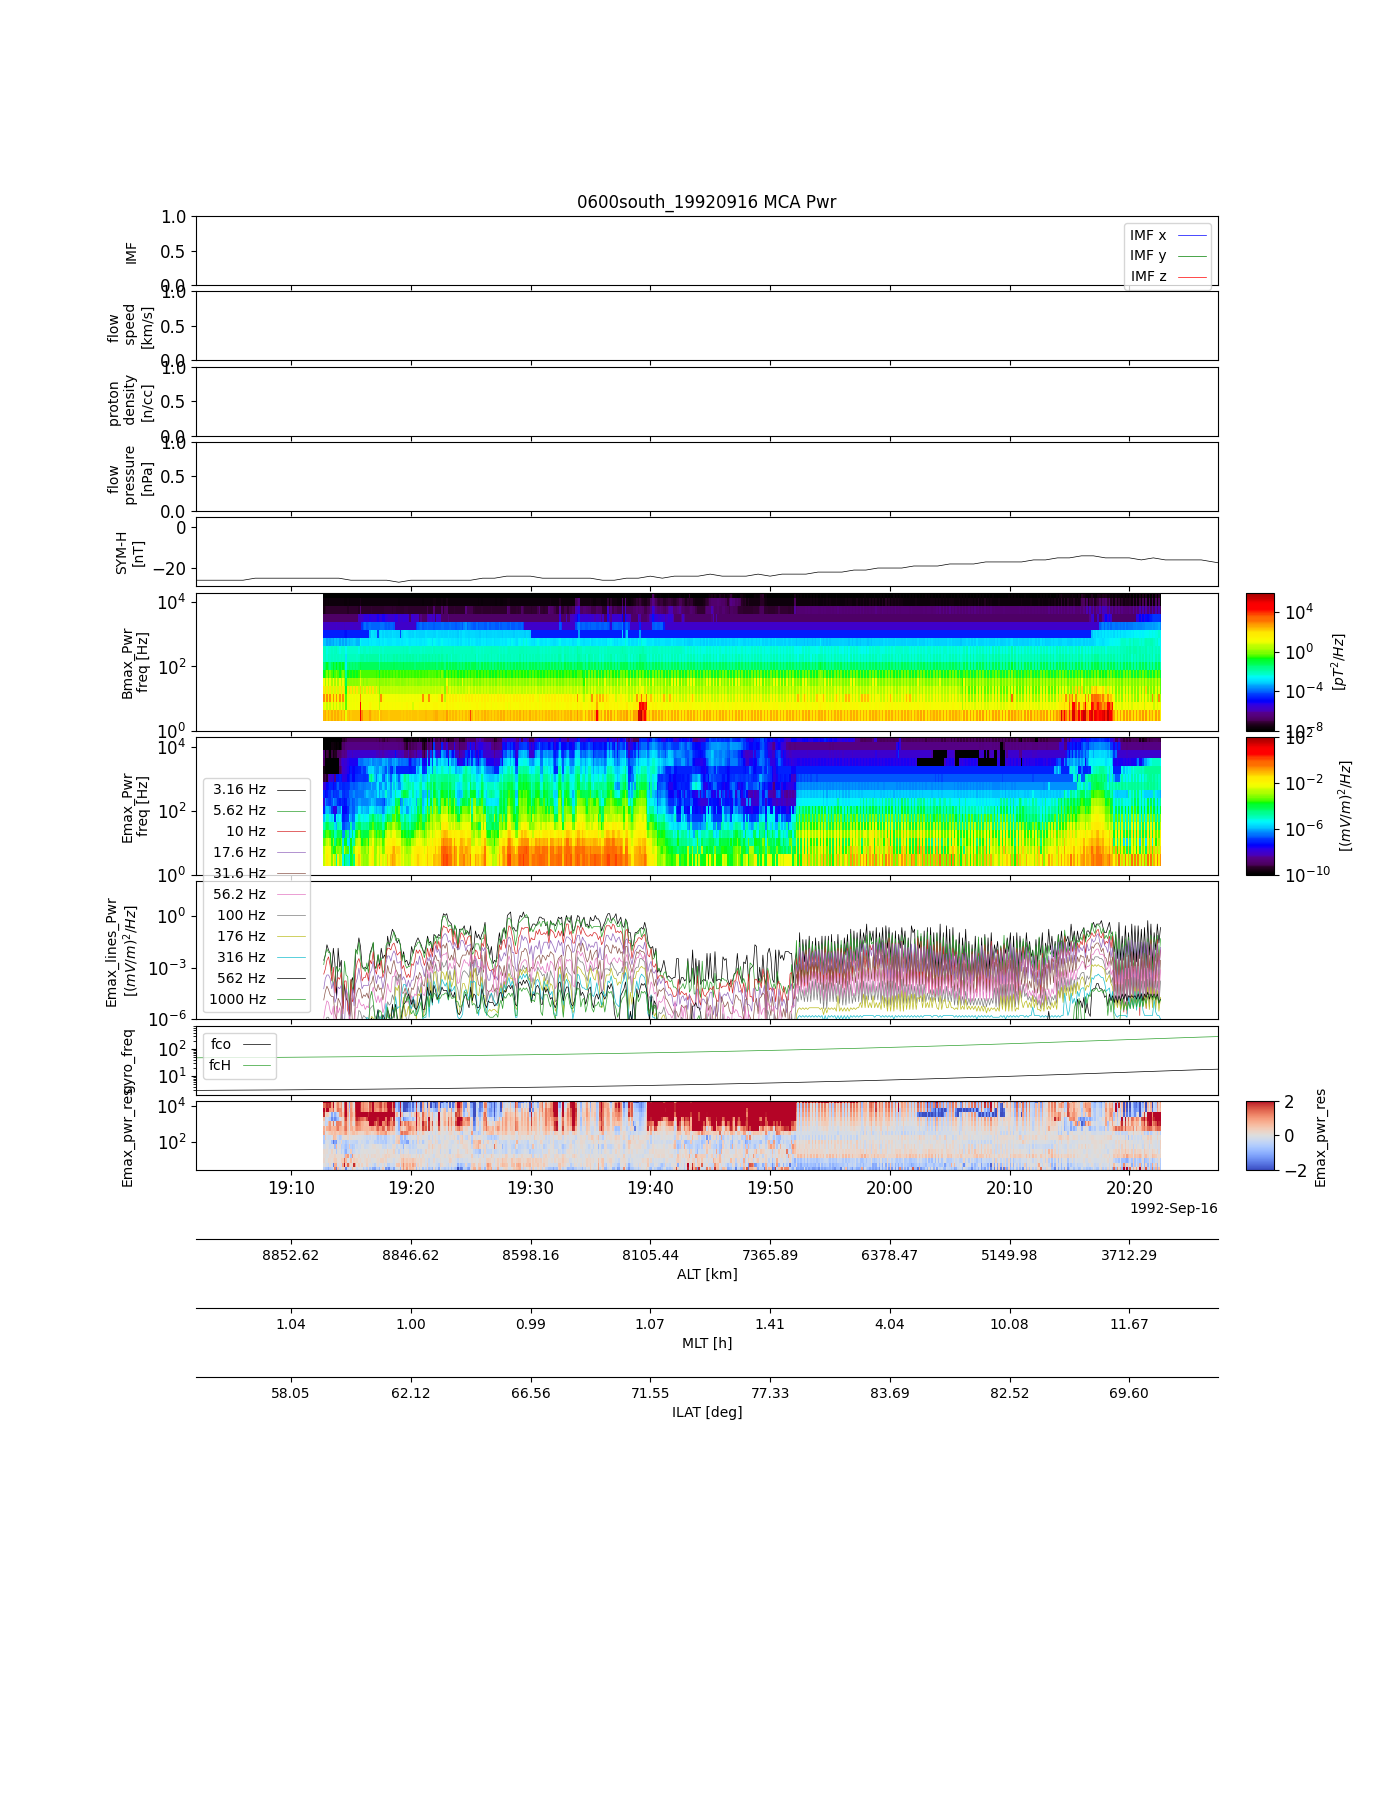 0600south_19920916 MCA Pwr
1.0
0.5
0.0
IMF
IMF x
IMF y
IMF z
1.0
0.5
0.0
flow
speed
[km/s]
1.0
0.5
0.0
proton
density
[n/cc]
1.0
0.5
0.0
flow
pressure
[nPa]
0
−20
SYM-H
[nT]
10^4
10^2
10^0
Bmax_Pwr
freq [Hz]
10^4
10^0
10^-4
10^-8
[pT^2/Hz]
10^4
10^2
10^0
Emax_Pwr
freq [Hz]
10^2
10^-2
10^-6
10^-10
[(mV/m)^2/Hz]
3.16 Hz
5.62 Hz
10 Hz
17.6 Hz
31.6 Hz
56.2 Hz
100 Hz
176 Hz
316 Hz
562 Hz
1000 Hz
10^0
10^-3
10^-6
Emax_lines_Pwr
[(mV/m)^2/Hz]
10^2
10^1
gyro_freq
fco
fcH
10^4
10^2
Emax_pwr_res
2
0
−2
Emax_pwr_res
19:10 19:20 19:30 19:40 19:50 20:00 20:10 20:20
1992-Sep-16
8852.62 8846.62 8598.16 8105.44 7365.89 6378.47 5149.98 3712.29
ALT [km]
1.04 1.00 0.99 1.07 1.41 4.04 10.08 11.67
MLT [h]
58.05 62.12 66.56 71.55 77.33 83.69 82.52 69.60
ILAT [deg]